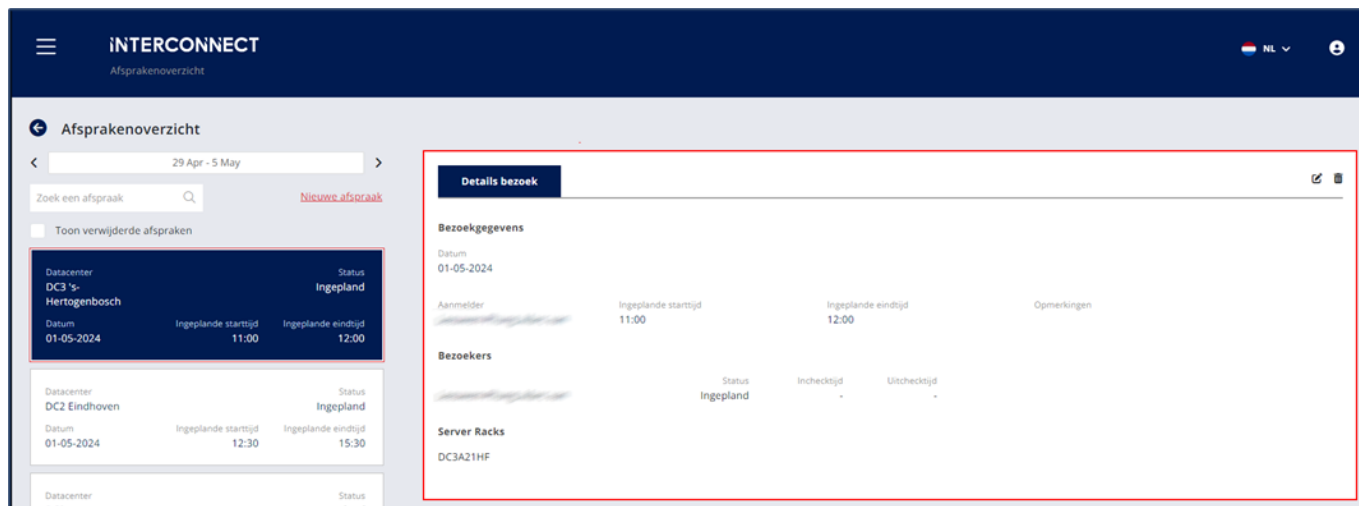 iNTERCONNECT
NL
Afsprakenoverzicht
Afsprakenoverzicht
29 Apr - 5 May
Zoek een afspraak
Nieuwe afspraak
Toon verwijderde afspraken
Datacenter Status
DC3 's- Ingepland
Hertogenbosch
Datum Ingeplande starttijd Ingeplande eindtijd
01-05-2024 11:00 12:00
Datacenter Status
DC2 Eindhoven Ingepland
Datum Ingeplande starttijd Ingeplande eindtijd
01-05-2024 12:30 15:30
Datacenter Status
Details bezoek
Bezoekgegevens
Datum
01-05-2024
Aanmelder Ingeplande starttijd Ingeplande eindtijd Opmerkingen
11:00 12:00
Bezoekers
Status Inchecktijd Uitchecktijd
Ingepland - -
Server Racks
DC3A21HF